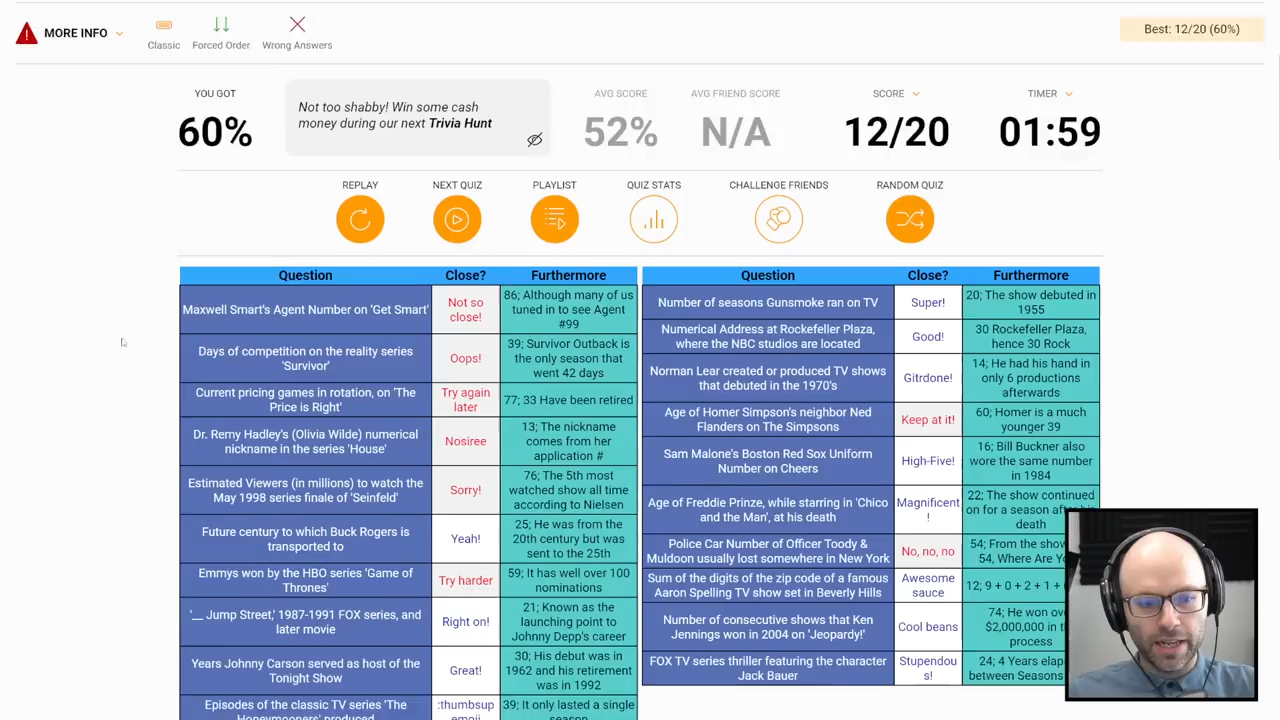 MORE INFO
Classic
Forced Order
Wrong Answers
Best: 12/20 (60%)
YOU GOT
60%
Not too shabby! Win some cash
money during our next Trivia Hunt
AVG SCORE
52%
AVG FRIEND SCORE
N/A
SCORE
12/20
TIMER
01:59
REPLAY
NEXT QUIZ
PLAYLIST
QUIZ STATS
CHALLENGE FRIENDS
RANDOM QUIZ
Question
Close?
Furthermore
Maxwell Smart's Agent Number on 'Get Smart'
Not so
close!
86; Although many of us
tuned in to see Agent
#99
Days of competition on the reality series
'Survivor'
Oops!
39; Survivor Outback is
the only season that
went 42 days
Current pricing games in rotation, on 'The
Price is Right'
Try again
later
77; 33 Have been retired
Dr. Remy Hadley's (Olivia Wilde) numerical
nickname in the series 'House'
Nosiree
13; The nickname
comes from her
application #
Estimated Viewers (in millions) to watch the
May 1998 series finale of 'Seinfeld'
Sorry!
76; The 5th most
watched show all time
according to Nielsen
Future century to which Buck Rogers is
transported to
Yeah!
25; He was from the
20th century but was
sent to the 25th
Emmys won by the HBO series 'Game of
Thrones'
Try harder
59; It has well over 100
nominations
'__ Jump Street,' 1987-1991 FOX series, and
later movie
Right on!
21; Known as the
launching point to
Johnny Depp's career
Years Johnny Carson served as host of the
Tonight Show
Great!
30; His debut was in
1962 and his retirement
was in 1992
Episodes of the classic TV series 'The
Honeymooners' produced
:thumbsup
emoji
39; It only lasted a single
season
Question
Close?
Furthermore
Number of seasons Gunsmoke ran on TV
Super!
20; The show debuted in
1955
Numerical Address at Rockefeller Plaza,
where the NBC studios are located
Good!
30 Rockefeller Plaza,
hence 30 Rock
Norman Lear created or produced TV shows
that debuted in the 1970's
Gitrdone!
14; He had his hand in
only 6 productions
afterwards
Age of Homer Simpson's neighbor Ned
Flanders on The Simpsons
Keep at it!
60; Homer is a much
younger 39
Sam Malone's Boston Red Sox Uniform
Number on Cheers
High-Five!
16; Bill Buckner also
wore the same number
in 1984
Age of Freddie Prinze, while starring in 'Chico
and the Man', at his death
Magnificent
!
22; The show continued
on for a season after his
death
Police Car Number of Officer Toody &
Muldoon usually lost somewhere in New York
No, no, no
54; From the show
54, Where Are
Sum of the digits of the zip code of a famous
Aaron Spelling TV show set in Beverly Hills
Awesome
sauce
12; 9 + 0 + 2 + 1 +
Number of consecutive shows that Ken
Jennings won in 2004 on 'Jeopardy!'
Cool beans
74; He won
$2,000,000 in
process
FOX TV series thriller featuring the character
Jack Bauer
Stupendou
s!
24; 4 Years
between Seasons